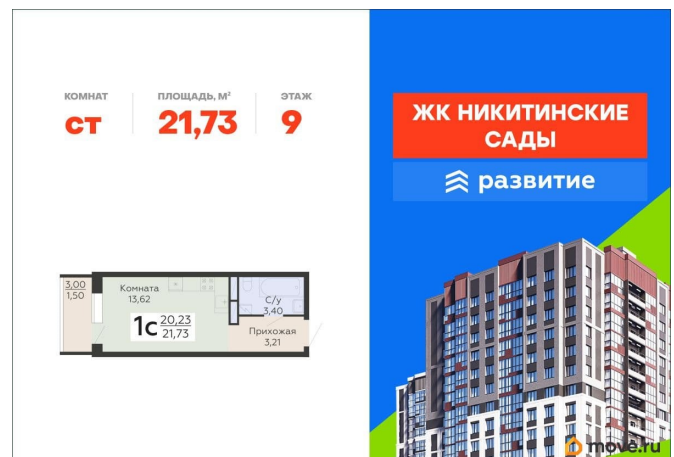 КОМНАТ
ПЛОЩАДЬ, М²
ЭТАЖ
ст
21,73
9
ЖК НИКИТИНСКИЕ
САДЫ
развитие
3,00
1,50
Комната
13,62
1с
20,23
21,73
С/у
3,40
Прихожая
3,21
move.ru